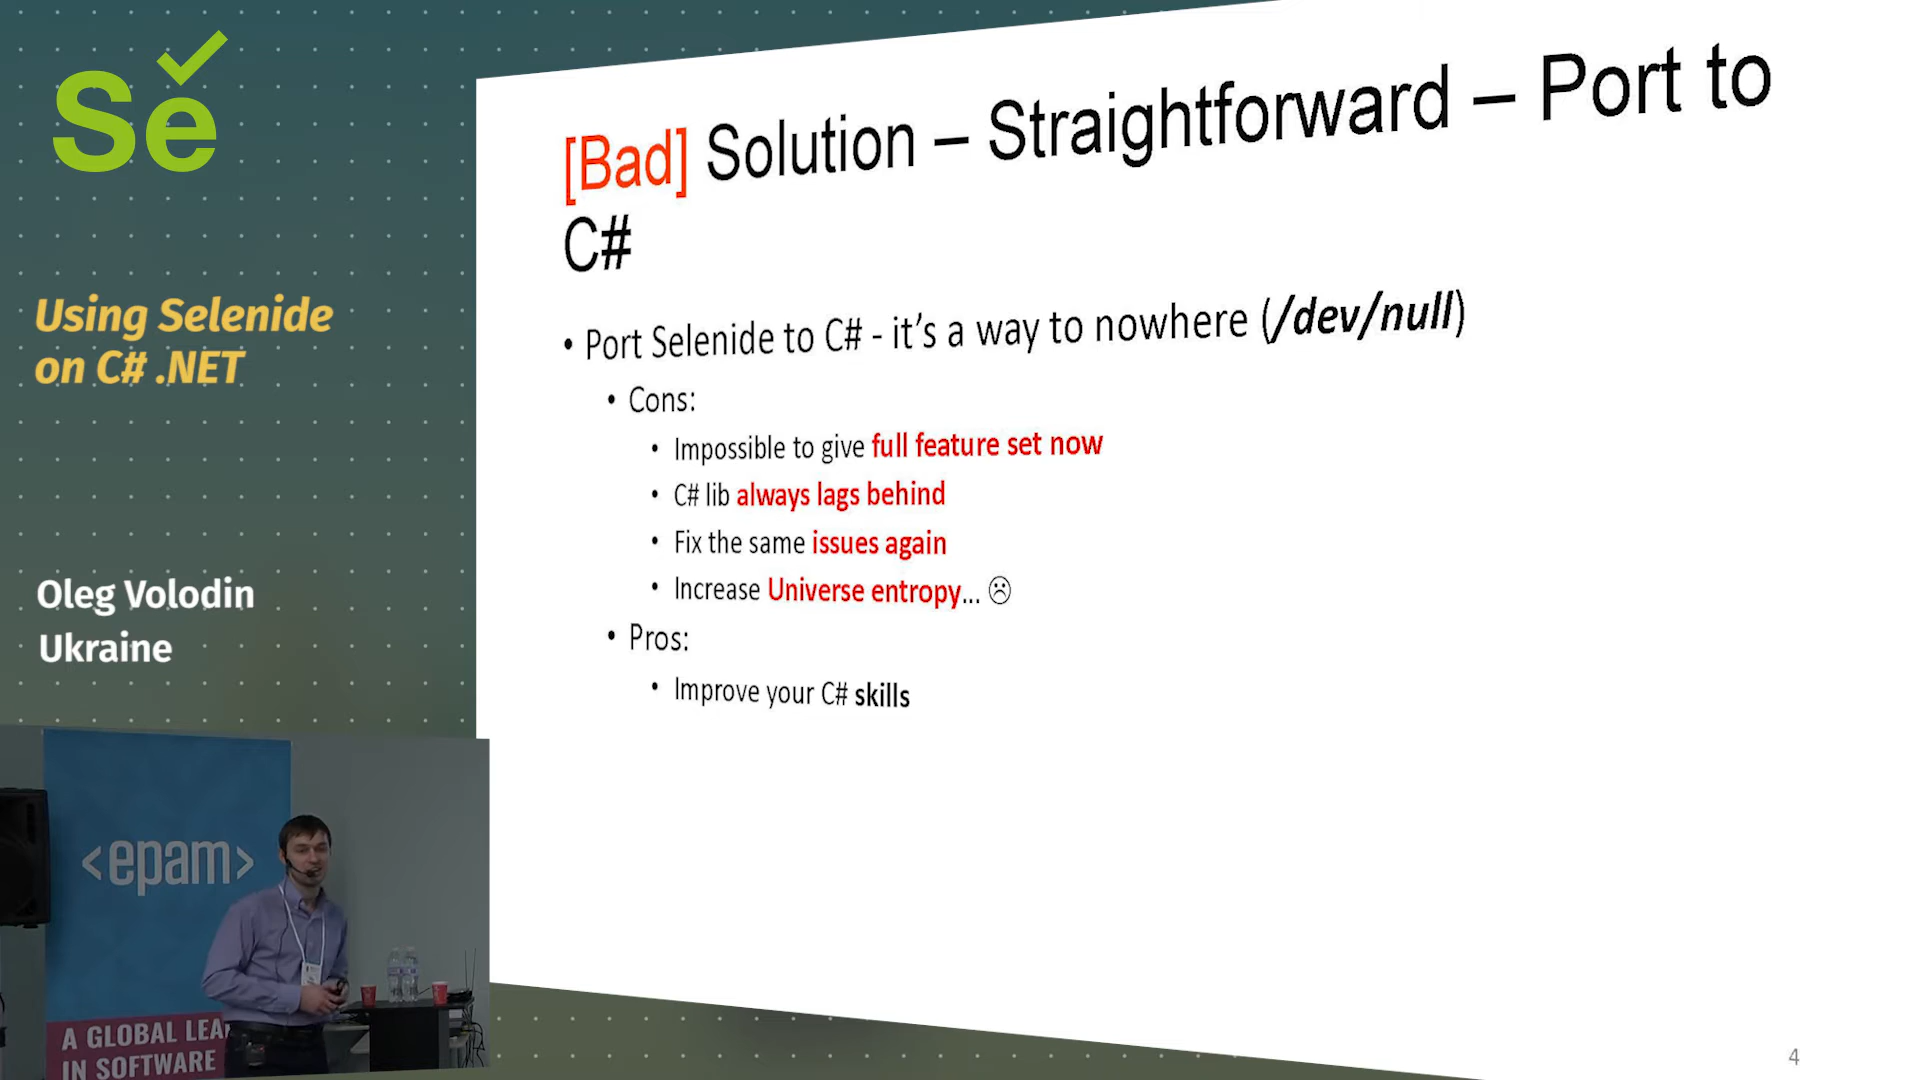 Se
Using Selenide
on C# .NET
Oleg Volodin
Ukraine
[Bad] Solution – Straightforward – Port to
C#
• Port Selenide to C# - it's a way to nowhere (/dev/null)
• Cons:
• Impossible to give full feature set now
• C# lib always lags behind
• Fix the same issues again
• Increase Universe entropy... ☹
• Pros:
• Improve your C# skills
<epam>
A GLOBAL LEA
IN SOFTWARE
4